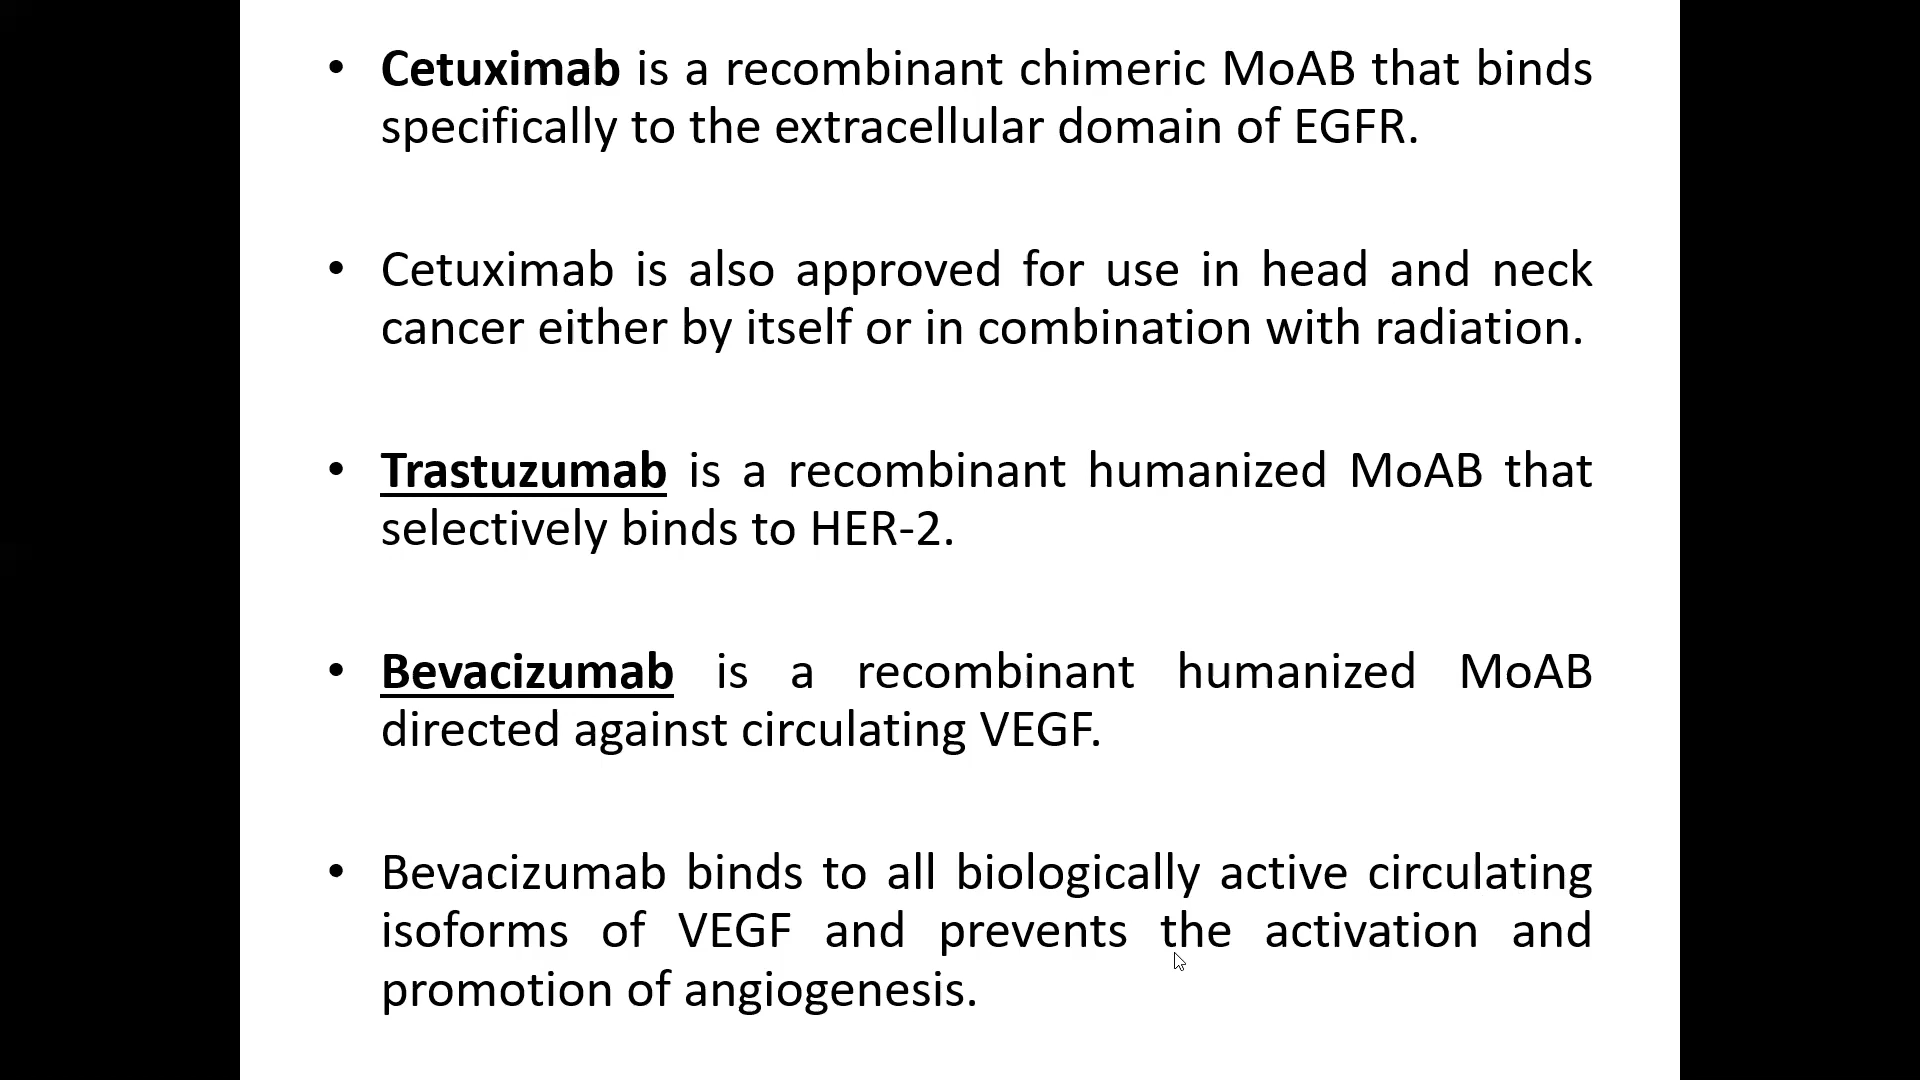 • Cetuximab is a recombinant chimeric MoAB that binds
specifically to the extracellular domain of EGFR.
• Cetuximab is also approved for use in head and neck
cancer either by itself or in combination with radiation.
• Trastuzumab is a recombinant humanized MoAB that
selectively binds to HER-2.
• Bevacizumab is a recombinant humanized MoAB
directed against circulating VEGF.
• Bevacizumab binds to all biologically active circulating
isoforms of VEGF and prevents the activation and
promotion of angiogenesis.